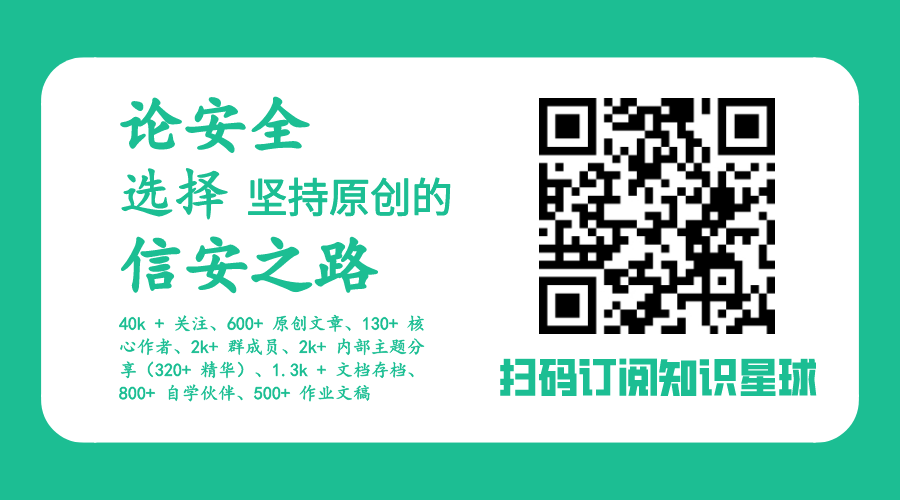 论安全
选择 坚持原创的
信安之路
40k + 关注、600+ 原创文章、130+ 核
心作者、2k+ 群成员、2k+ 内部主题分
享（320+ 精华）、1.3k + 文档存档、
800+ 自学伙伴、500+ 作业文稿
扫码订阅知识星球